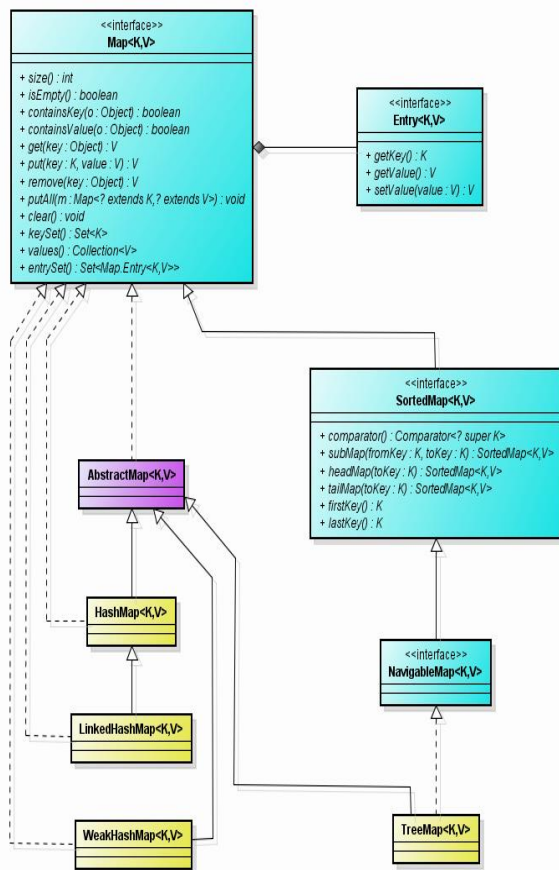 <<interface>>
Map<K,V>
+ size() : int
+ isEmpty() : boolean
+ containsKey(o : Object) : boolean
+ containsValue(o : Object) : boolean
+ get(key : Object) : V
+ put(key : K, value : V) : V
+ remove(key : Object) : V
+ putAll(m : Map<? extends K,? extends V>) : void
+ clear() : void
+ keySet() : Set<K>
+ values() : Collection<V>
+ entrySet() : Set<Map.Entry<K,V>>
<<interface>>
Entry<K,V>
+ getKey() : K
+ getValue() : V
+ setValue(value : V) : V
<<interface>>
SortedMap<K,V>
+ comparator() : Comparator<? super K>
+ subMap(fromKey : K, toKey : K) : SortedMap<K,V>
+ headMap(toKey : K) : SortedMap<K,V>
+ tailMap(toKey : K) : SortedMap<K,V>
+ firstKey() : K
+ lastKey() : K
AbstractMap<K,V>
HashMap<K,V>
<<interface>>
NavigableMap<K,V>
LinkedHashMap<K,V>
WeakHashMap<K,V>
TreeMap<K,V>